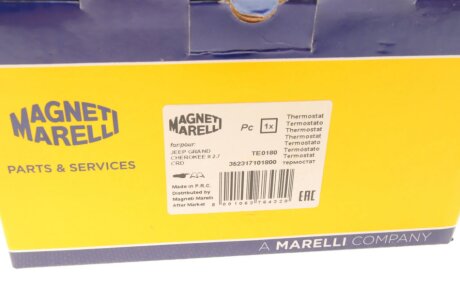 MAGNETI
MARELLI
PARTS & SERVICES
MAGNETI
MARELLI
Pc 1x
for/pour
JEEP GRAND
CHEROKEE II 2.7
CRD
TE0180
352317101800
Thermostat
Termostato
Thermostat
Thermostat
Termostato
Termostato
Termostat
термостат
Made in P.R.C.
Distributed by
Magneti Marelli
After Market
EAC
A MARELLI COMPANY